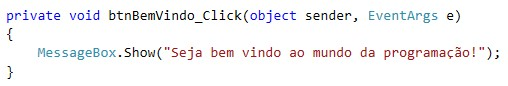 private void btnBemVindo_Click(object sender, EventArgs e)
{
    MessageBox.Show("Seja bem vindo ao mundo da programação!");
}